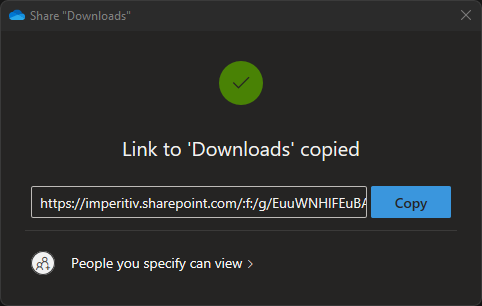 Share "Downloads"
Link to 'Downloads' copied
https://imperitiv.sharepoint.com/:f:/g/EuuWNHIFEuBA
Copy
People you specify can view